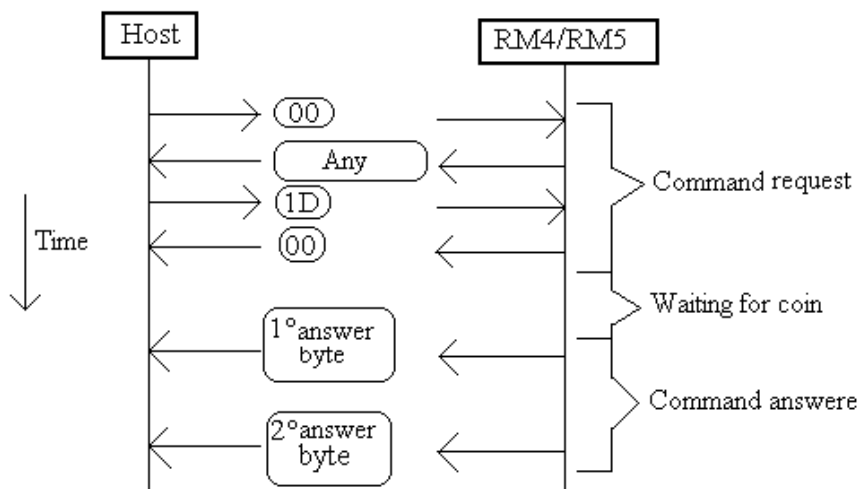 Host
RM4/RM5
00
Any
Command request
1D
Time
00
Waiting for coin
1°answer
byte
Command answere
2°answer
byte